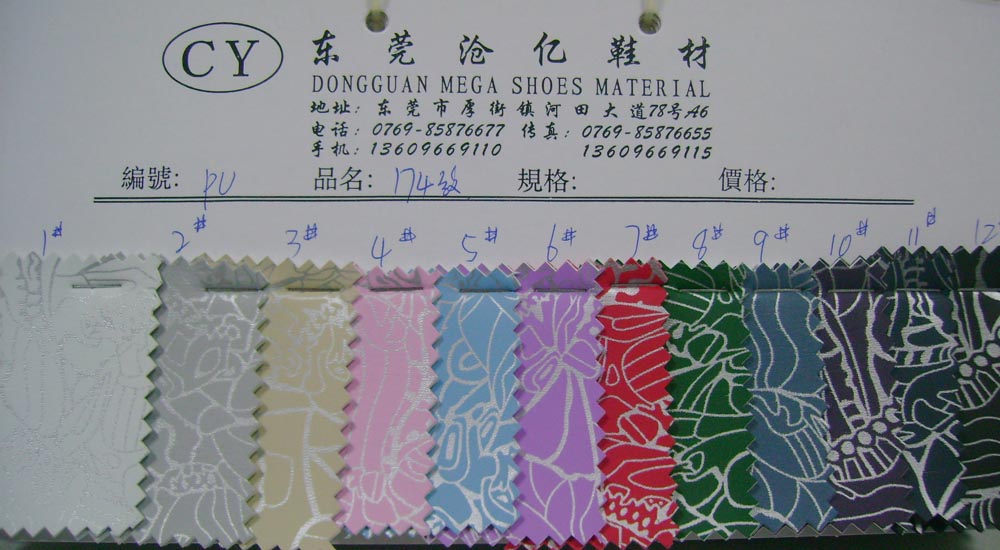 CY
东莞沧亿鞋材
DONGGUAN MEGA SHOES MATERIAL
地址: 东莞市厚街镇河田大道78号A6
电话: 0769-85876677 传真: 0769-85876655
手机: 13609669110 13609669115
編號: PU 品名: 174纹 規格: 價格:
1# 2# 3# 4# 5# 6# 7# 8# 9# 10# 11# 12